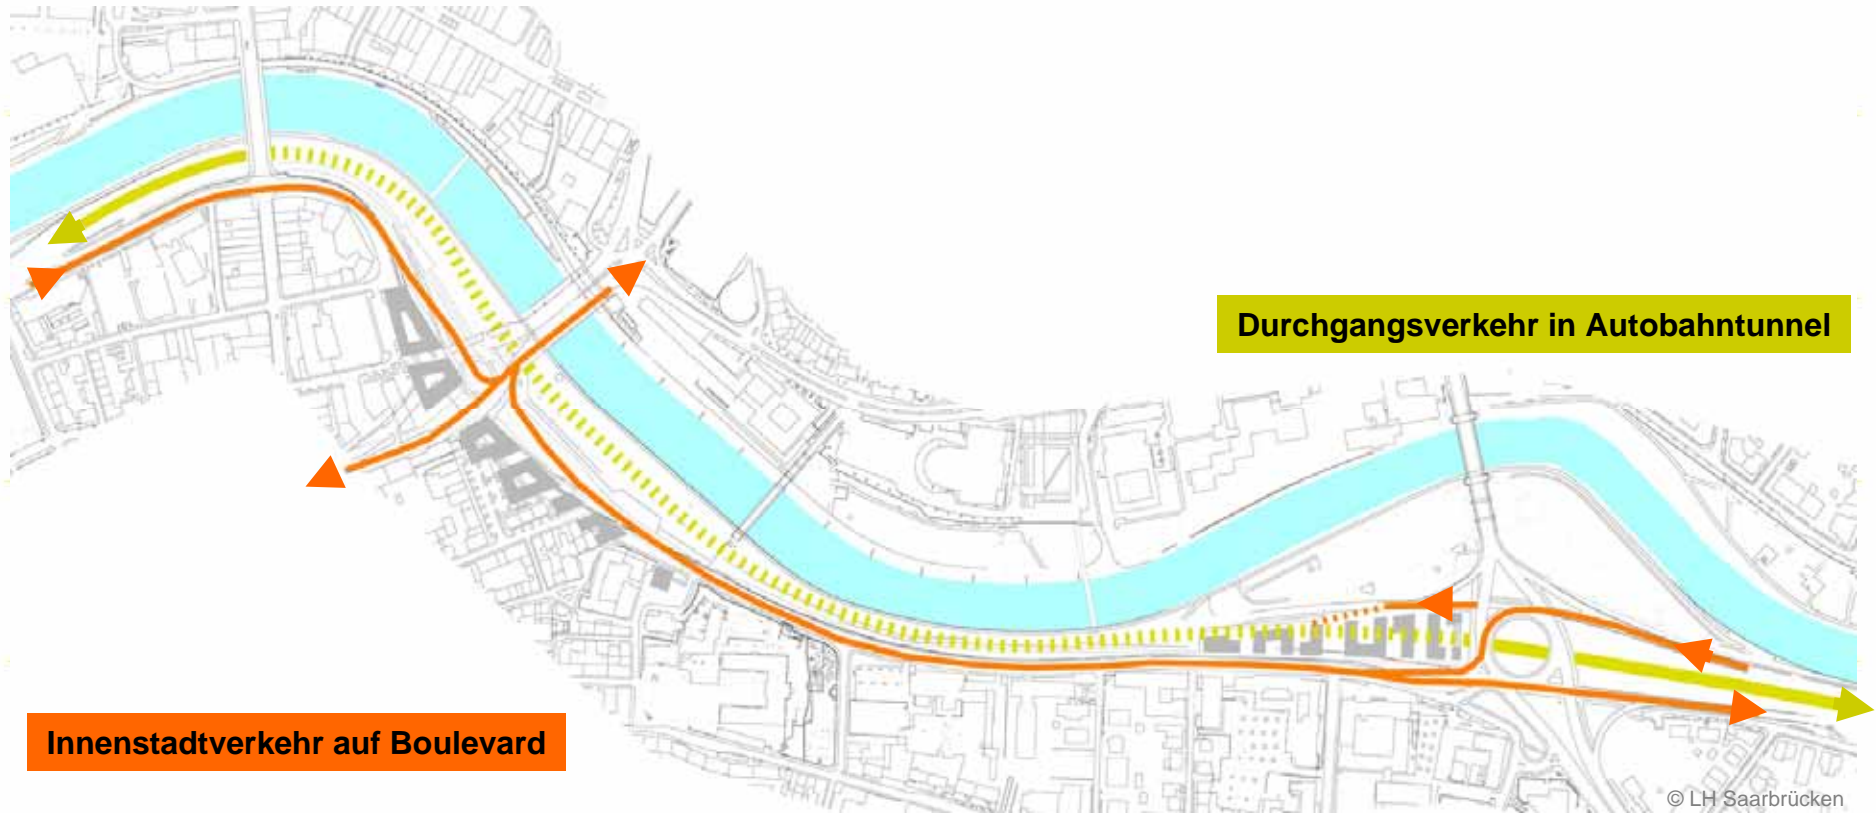 Durchgangsverkehr in Autobahntunnel
Innenstadtverkehr auf Boulevard
© LH Saarbrücken